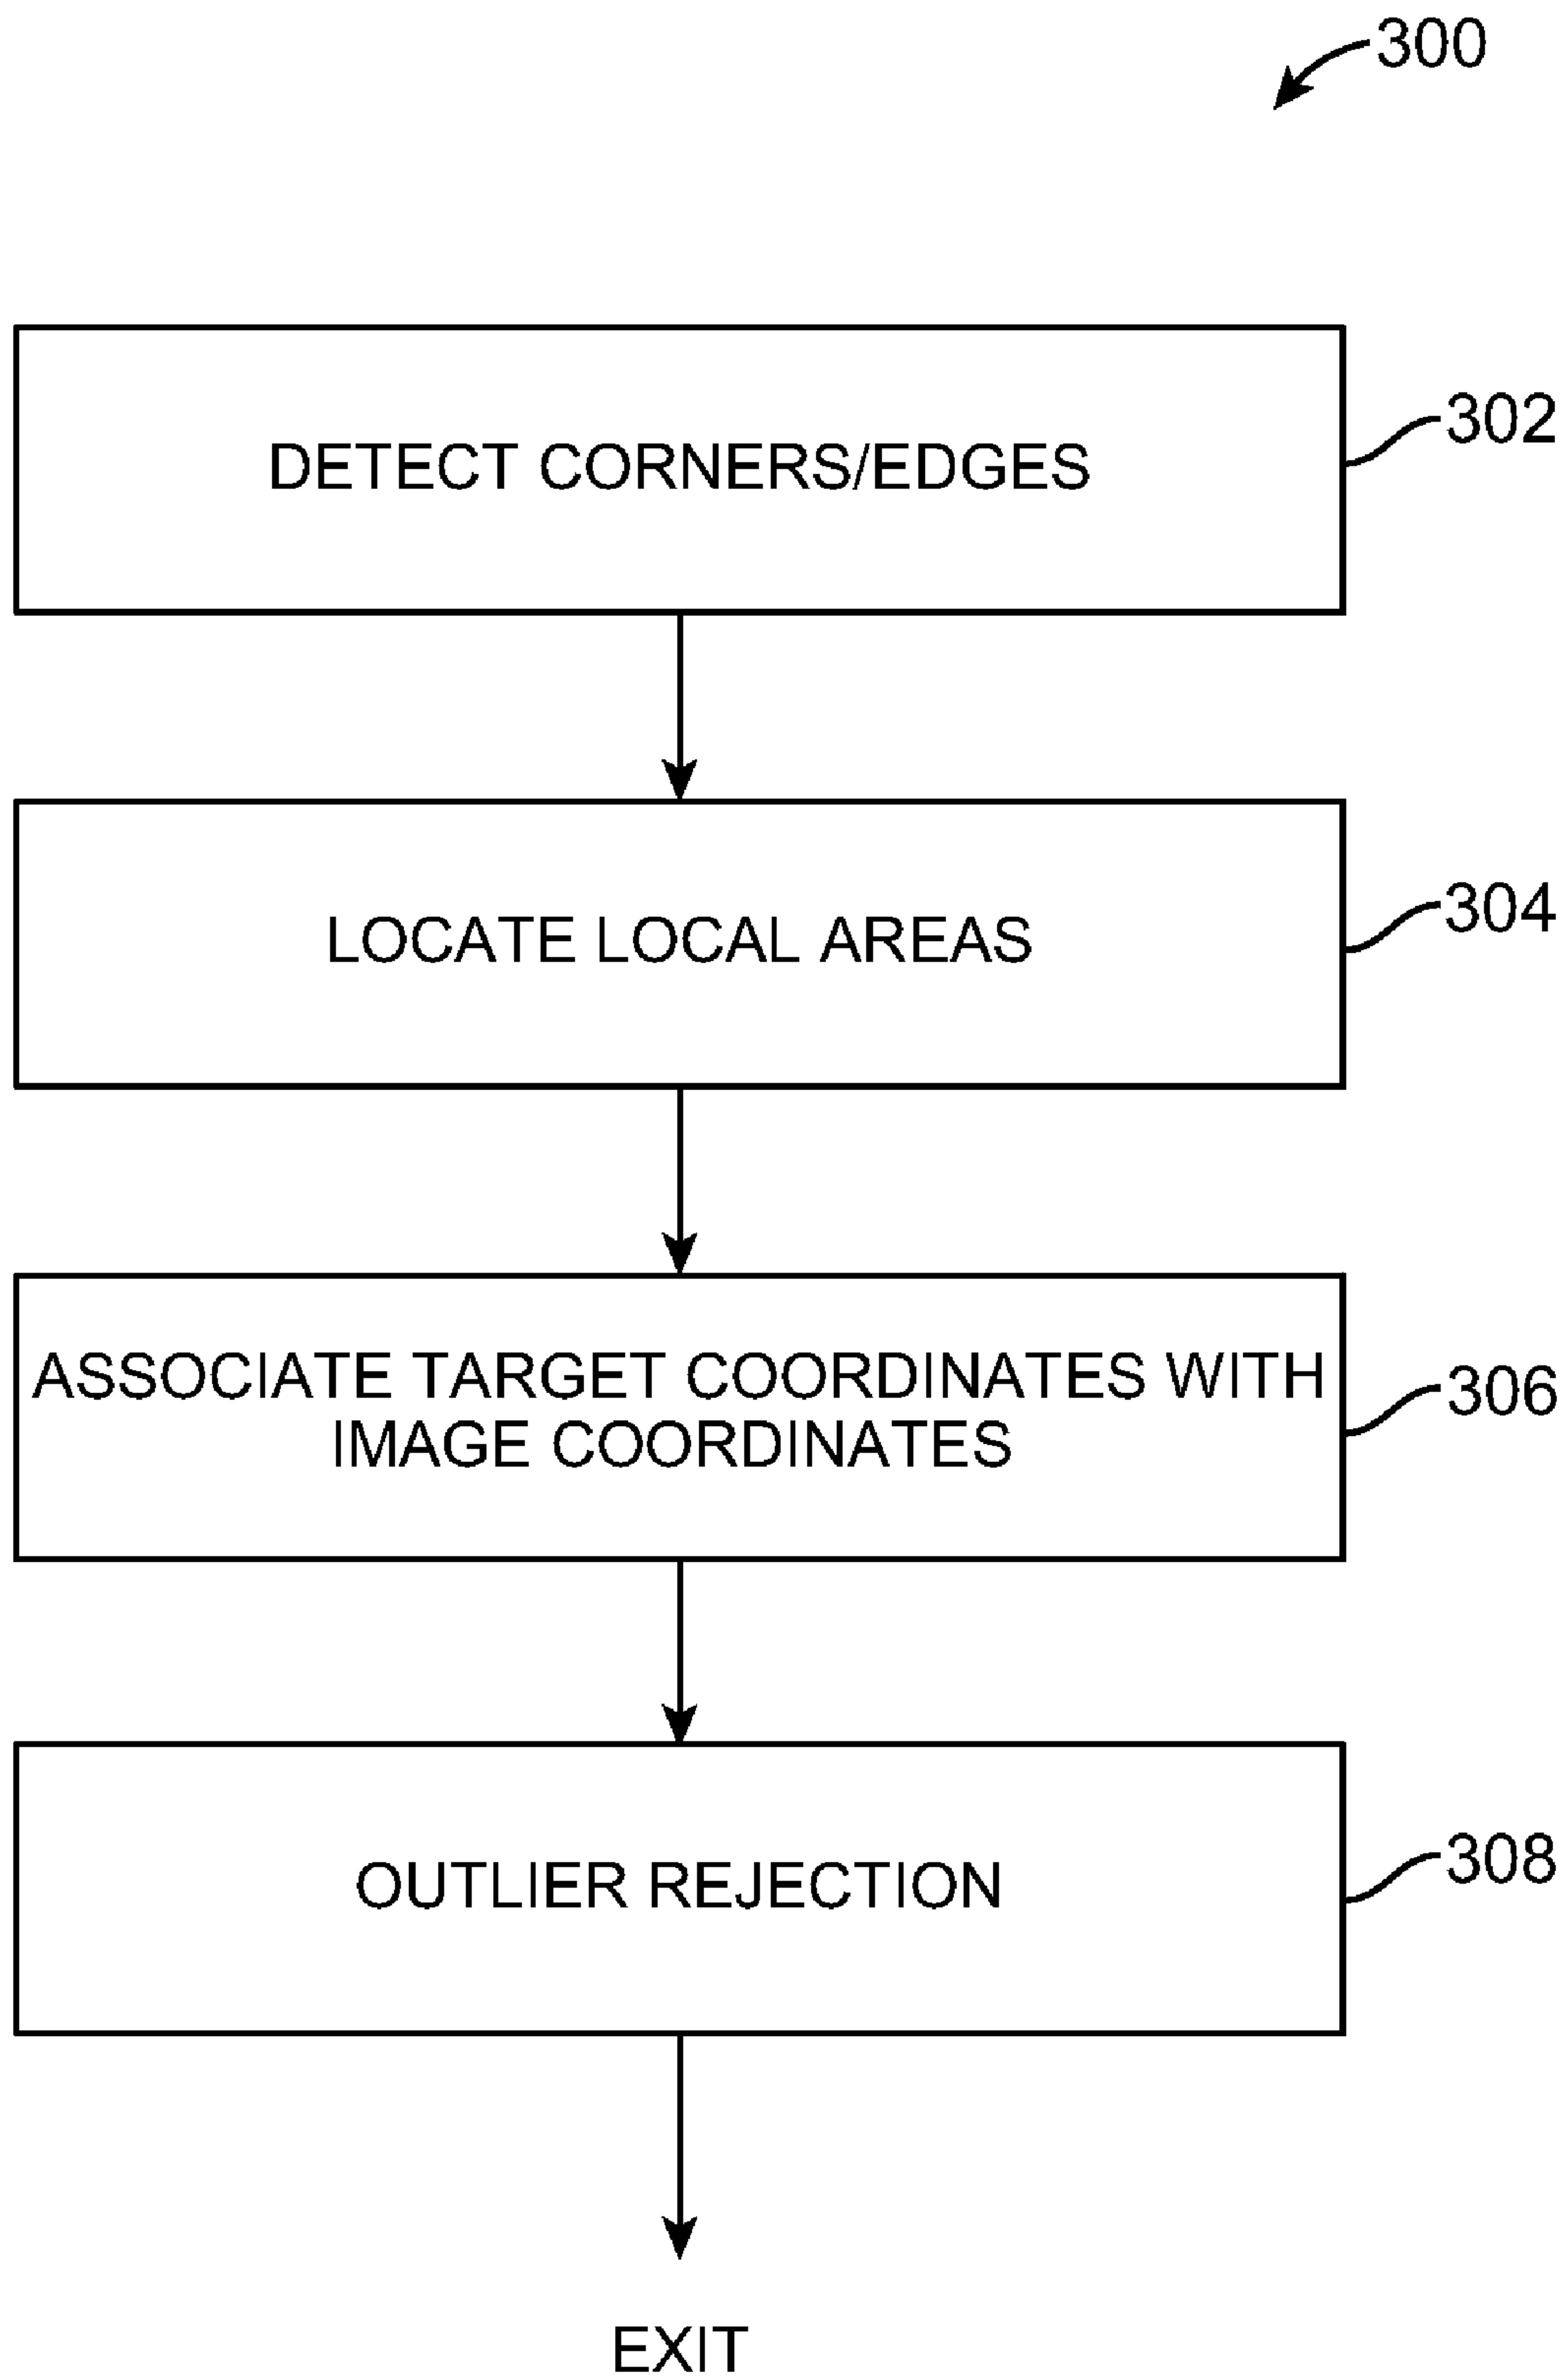 300
DETECT CORNERS/EDGES
302
LOCATE LOCAL AREAS
304
ASSOCIATE TARGET COORDINATES WITH
IMAGE COORDINATES
306
OUTLIER REJECTION
308
EXIT